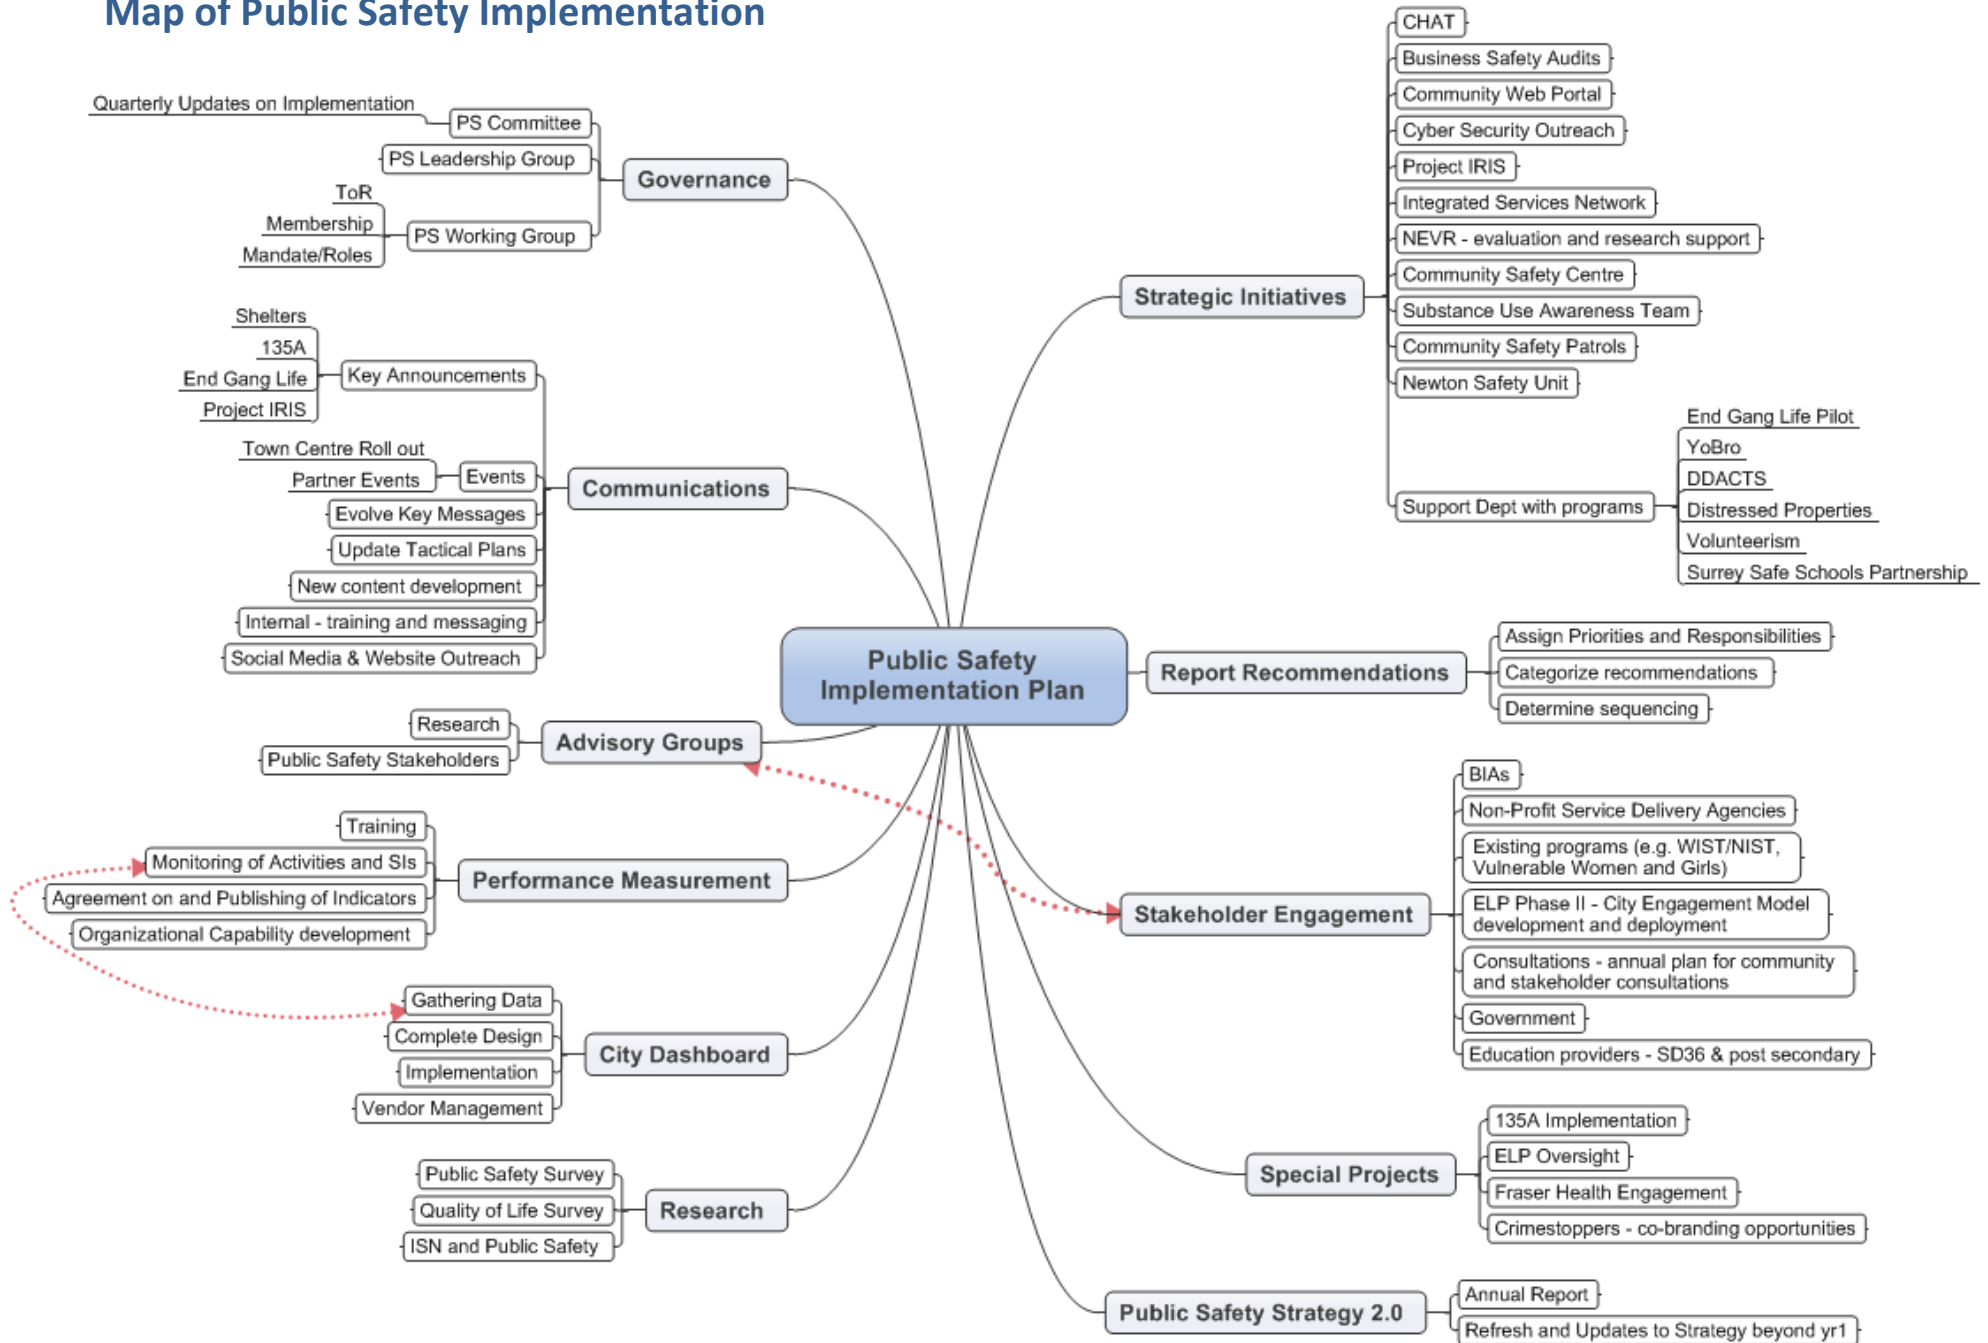 Map of Public Safety Implementation
Quarterly Updates on Implementation
PS Committee
PS Leadership Group
ToR
Membership
Mandate/Roles
PS Working Group
Governance
Shelters
135A
End Gang Life
Project IRIS
Key Announcements
Town Centre Roll out
Partner Events
Events
Evolve Key Messages
Update Tactical Plans
New content development
Internal - training and messaging
Social Media & Website Outreach
Communications
Research
Public Safety Stakeholders
Advisory Groups
Training
Monitoring of Activities and SIs
Agreement on and Publishing of Indicators
Organizational Capability development
Performance Measurement
Gathering Data
Complete Design
Implementation
Vendor Management
City Dashboard
Public Safety Survey
Quality of Life Survey
ISN and Public Safety
Research
Public Safety
Implementation Plan
Strategic Initiatives
CHAT
Business Safety Audits
Community Web Portal
Cyber Security Outreach
Project IRIS
Integrated Services Network
NEVR - evaluation and research support
Community Safety Centre
Substance Use Awareness Team
Community Safety Patrols
Newton Safety Unit
Support Dept with programs
End Gang Life Pilot
YoBro
DDACTS
Distressed Properties
Volunteerism
Surrey Safe Schools Partnership
Report Recommendations
Assign Priorities and Responsibilities
Categorize recommendations
Determine sequencing
Stakeholder Engagement
BIAs
Non-Profit Service Delivery Agencies
Existing programs (e.g. WIST/NIST,
Vulnerable Women and Girls)
ELP Phase II - City Engagement Model
development and deployment
Consultations - annual plan for community
and stakeholder consultations
Government
Education providers - SD36 & post secondary
Special Projects
135A Implementation
ELP Oversight
Fraser Health Engagement
Crimestoppers - co-branding opportunities
Public Safety Strategy 2.0
Annual Report
Refresh and Updates to Strategy beyond yr1